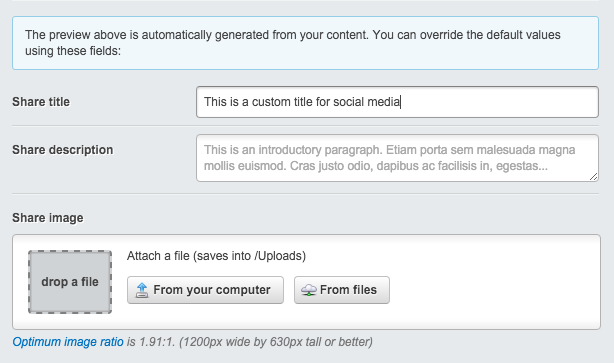 The preview above is automatically generated from your content. You can override the default values
using these fields:
Share title
This is a custom title for social media
Share description
This is an introductory paragraph. Etiam porta sem malesuada magna
mollis euismod. Cras justo odio, dapibus ac facilisis in, egestas...
Share image
drop a file
Attach a file (saves into /Uploads)
From your computer
From files
Optimum image ratio is 1.91:1. (1200px wide by 630px tall or better)